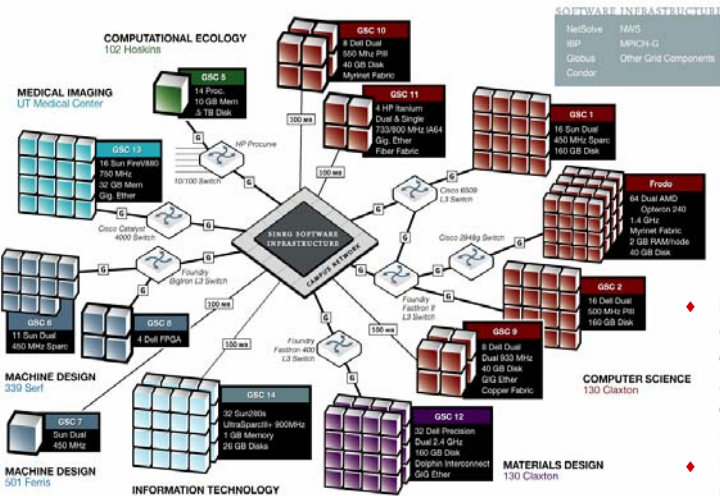 SOFTWARE INFRASTRUCTURE
NetSolve NWS
IBP MPICH-G
Globus Other Grid Components
Condor
COMPUTATIONAL ECOLOGY
102 Hoskins
GSC 5
14 Proc.
10 GB Mem
.5 TB Disk
GSC 10
8 Dell Dual
550 Mhz PIII
40 GB Disk
Myrinet Fabric
GSC 11
4 HP Itanium
Dual & Single
733/800 MHz IA64
Gig. Ether
Fiber Fabric
GSC 1
16 Sun Dual
450 MHz Sparc
160 GB Disk
MEDICAL IMAGING
UT Medical Center
GSC 13
16 Sun FireV880
750 MHz
32 GB Mem
Gig. Ether
G
HP Procurve
10/100 Switch
G
100 MB
100 MB
G
Cisco 6509
L3 Switch
G
Frodo
64 Dual AMD
Opteron 240
1.4 GHz
Myrinet Fabric
2 GB RAM/node
40 GB Disk
G
Cisco Catalyst
4000 Switch
G
SINRG SOFTWARE
INFRASTRUCTURE
CAMPUS NETWORK
G
Cisco 2948g Switch
G
G
G
Foundry
BigIron L3 Switch
G
G
G
Foundry
FastIron II
L3 Switch
G
GSC 2
16 Dell Dual
500 MHz PIII
160 GB Disk
GSC 6
11 Sun Dual
450 MHz Sparc
GSC 8
4 Dell FPGA
100 MB
100 MB
G
100 MB
Foundry
FastIron 400
L3 Switch
G
GSC 9
8 Dell Dual
Dual 933 MHz
40 GB Disk
GIG Ether
Copper Fabric
MACHINE DESIGN
339 Serf
COMPUTER SCIENCE
130 Claxton
GSC 7
Sun Dual
450 MHz
GSC 14
32 Sun280s
UltraSparcIII+ 900MHz
1 GB Memory
26 GB Disks
GSC 12
32 Dell Precision
Dual 2.4 GHz
160 GB Disk
Dolphin Interconnect
GIG Ether
MACHINE DESIGN
501 Ferris
INFORMATION TECHNOLOGY
MATERIALS DESIGN
130 Claxton